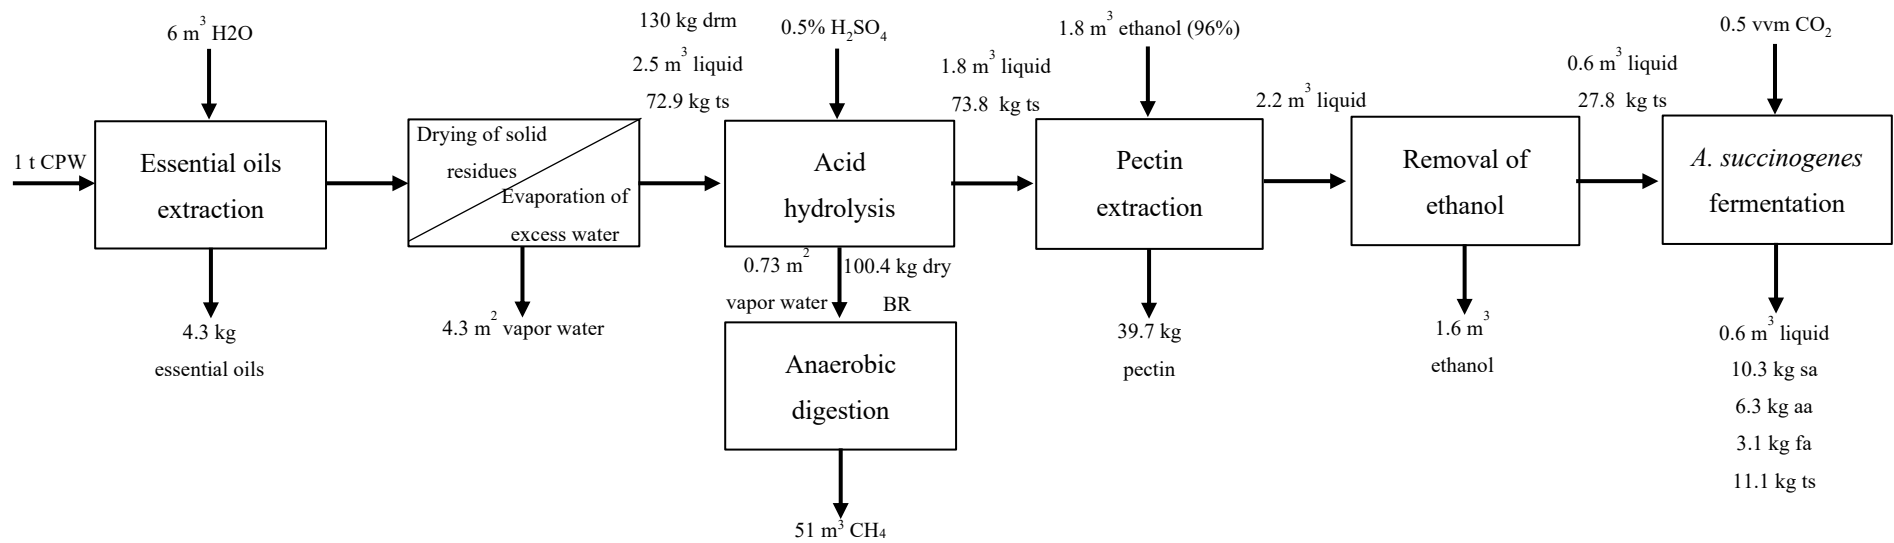 6 m³ H2O
1 t CPW
Essential oils
extraction
4.3 kg
essential oils
Drying of solid
residues
Evaporation of
excess water
4.3 m² vapor water
130 kg drm
2.5 m³ liquid
72.9 kg ts
0.5% H₂SO₄
Acid
hydrolysis
0.73 m²
vapor water
100.4 kg dry
BR
Anaerobic
digestion
51 m³ CH₄
1.8 m³ liquid
73.8 kg ts
1.8 m³ ethanol (96%)
Pectin
extraction
39.7 kg
pectin
2.2 m³ liquid
Removal of
ethanol
1.6 m³
ethanol
0.6 m³ liquid
27.8 kg ts
0.5 vvm CO₂
A. succinogenes
fermentation
0.6 m³ liquid
10.3 kg sa
6.3 kg aa
3.1 kg fa
11.1 kg ts